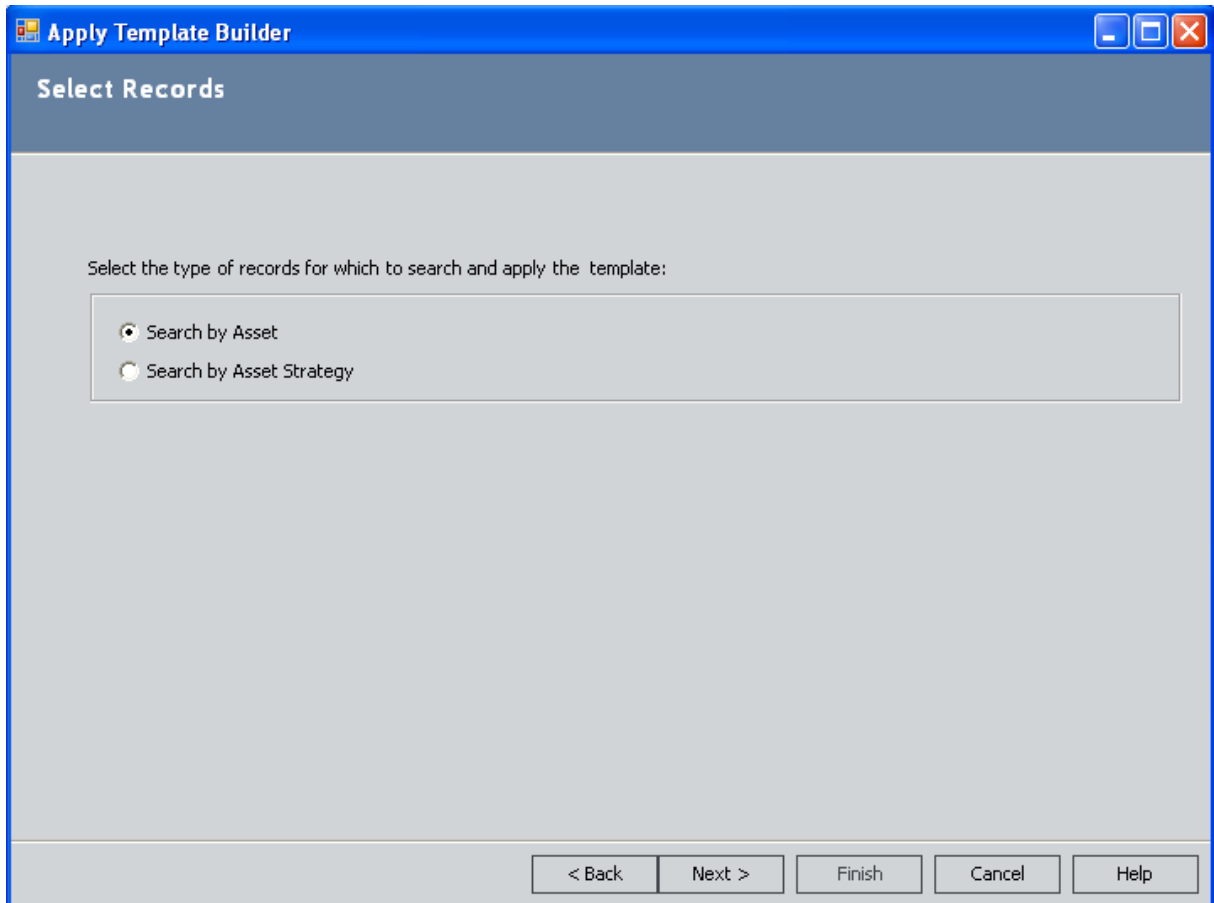 Apply Template Builder
Select Records
Select the type of records for which to search and apply the template:
Search by Asset
Search by Asset Strategy
< Back Next > Finish Cancel Help